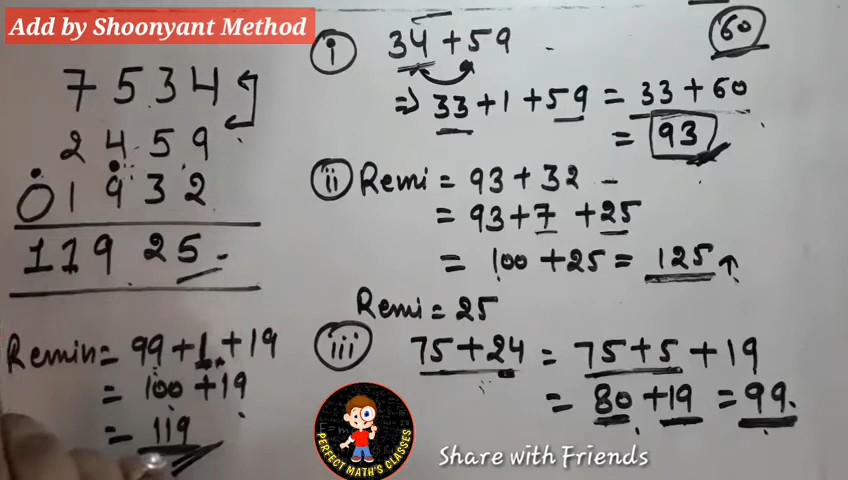 Add by Shoonyant Method
7534
2459
01932
11925
Remin = 99 + 1 + 19
= 100 + 19
= 119
60
i 34 + 59
⇒ 33 + 1 + 59 = 33 + 60
= 93
ii Remi = 93 + 32
= 93 + 7 + 25
= 100 + 25 = 125 ↑
Remi = 25
iii 75 + 24 = 75 + 5 + 19
= 80 + 19 = 99.
PERFECT MATH'S CLASSES
Share with Friends